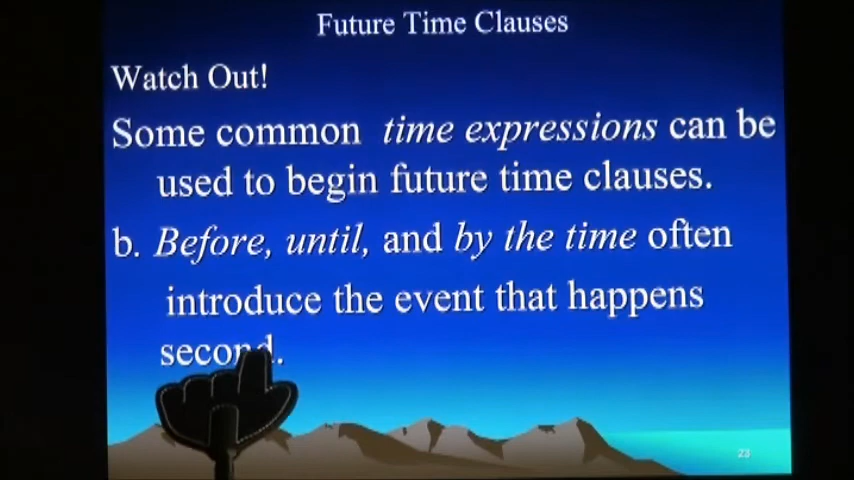 Future Time Clauses
Watch Out!
Some common time expressions can be
used to begin future time clauses.
b. Before, until, and by the time often
introduce the event that happens
second.
23